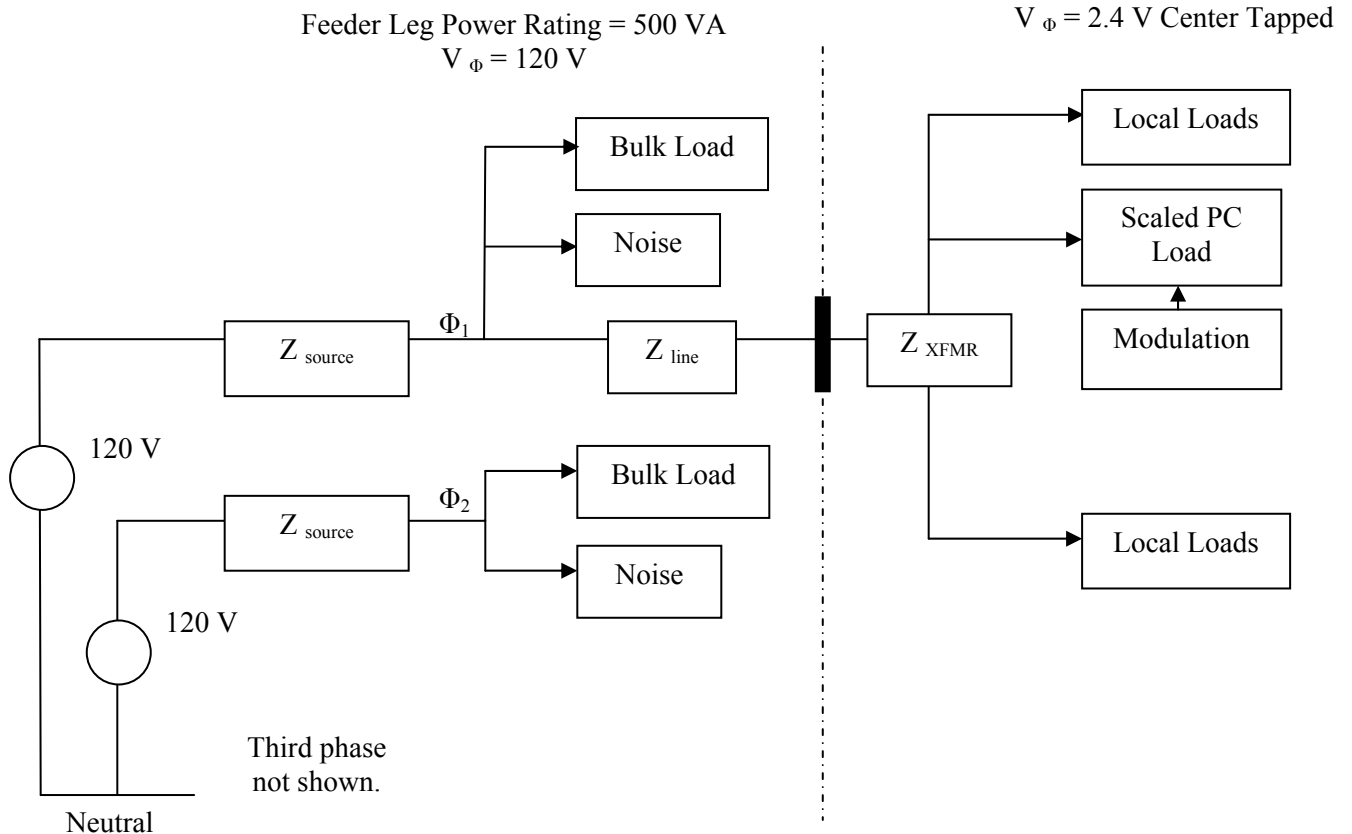 Feeder Leg Power Rating = 500 VA
V Φ = 120 V
V Φ = 2.4 V Center Tapped
Bulk Load
Noise
Local Loads
Scaled PC
Load
Modulation
Z source
Φ1
Z line
Z XFMR
120 V
Z source
Φ2
Bulk Load
Noise
Local Loads
120 V
Third phase
not shown.
Neutral